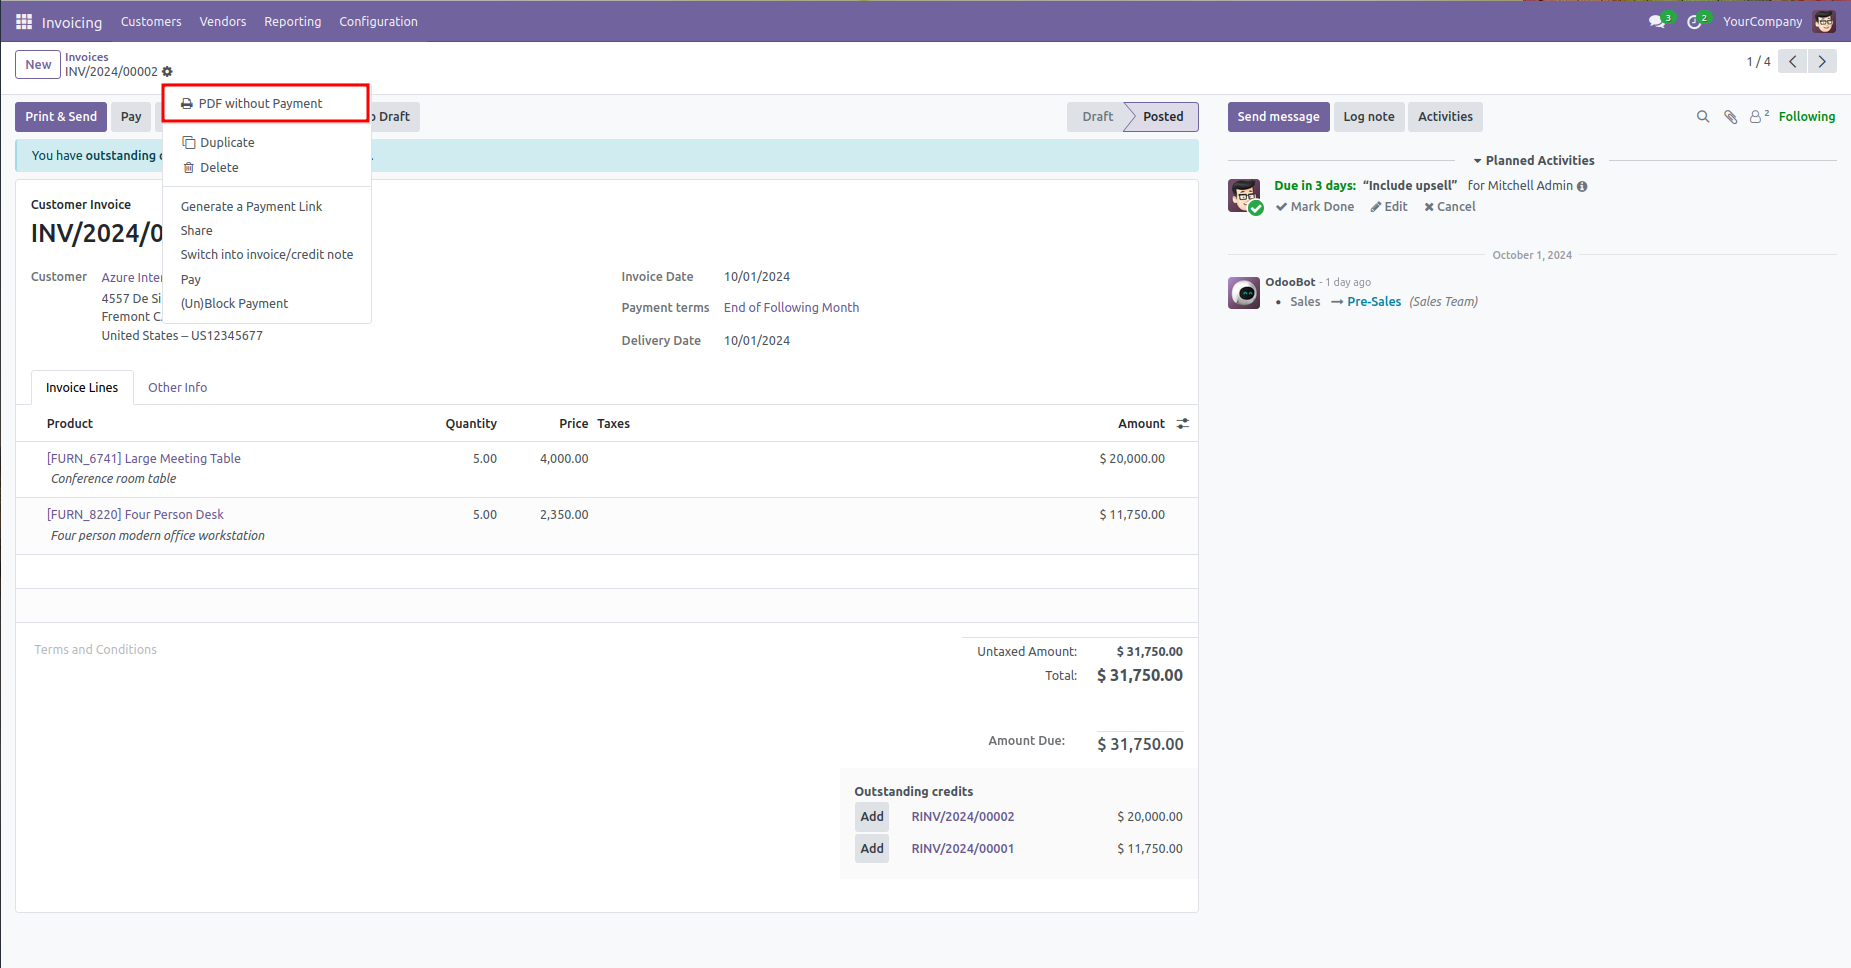 Invoicing Customers Vendors Reporting Configuration 3 2 YourCompany
New Invoices
INV/2024/00002
1 / 4
PDF without Payment
Duplicate
Delete
Generate a Payment Link
Share
Switch into invoice/credit note
Pay
(Un)Block Payment
Print & Send Pay Draft
Draft Posted
You have outstanding
Customer Invoice
INV/2024/0
Customer Azure Inter
4557 De Si
Fremont C
United States – US12345677
Invoice Date 10/01/2024
Payment terms End of Following Month
Delivery Date 10/01/2024
Invoice Lines Other Info
Product Quantity Price Taxes Amount
[FURN_6741] Large Meeting Table 5.00 4,000.00 $ 20,000.00
Conference room table
[FURN_8220] Four Person Desk 5.00 2,350.00 $ 11,750.00
Four person modern office workstation
Terms and Conditions
Untaxed Amount: $ 31,750.00
Total: $ 31,750.00
Amount Due: $ 31,750.00
Outstanding credits
Add RINV/2024/00002 $ 20,000.00
Add RINV/2024/00001 $ 11,750.00
Send message Log note Activities 2 Following
Planned Activities
Due in 3 days: “Include upsell” for Mitchell Admin
Mark Done Edit Cancel
October 1, 2024
OdooBot - 1 day ago
• Sales → Pre-Sales (Sales Team)